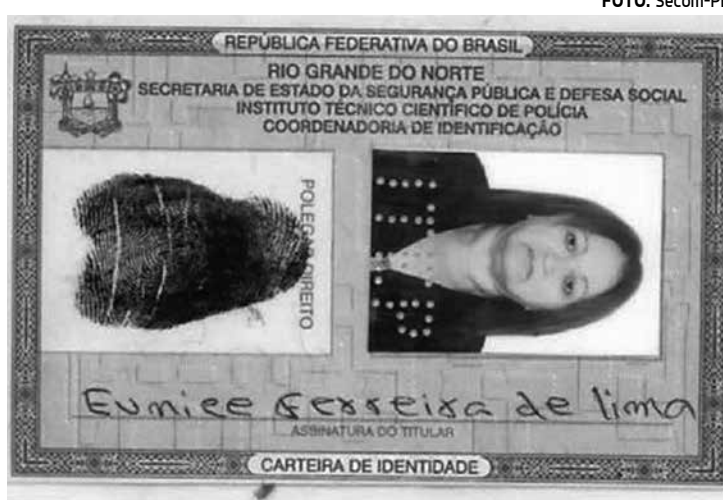 FOTO: Secom-P
REPÚBLICA FEDERATIVA DO BRASIL
RIO GRANDE DO NORTE
SECRETARIA DE ESTADO DA SEGURANÇA PÚBLICA E DEFESA SOCIAL
INSTITUTO TÉCNICO CIENTÍFICO DE POLÍCIA
COORDENADORIA DE IDENTIFICAÇÃO
POLEGAR DIREITO
Eunice Ferreira de lima
ASSINATURA DO TITULAR
CARTEIRA DE IDENTIDADE